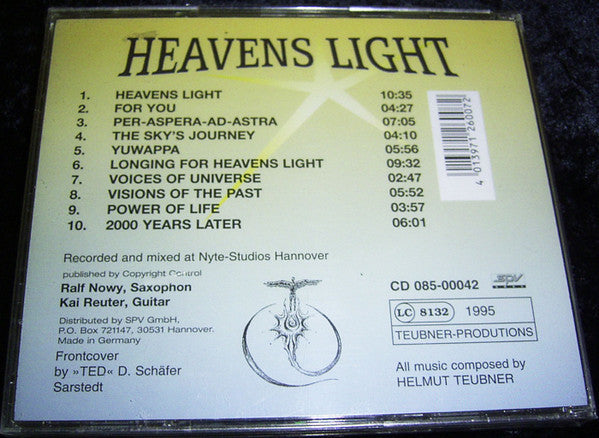 HEAVENS LIGHT
1. HEAVENS LIGHT 10:35
2. FOR YOU 04:27
3. PER-ASPERA-AD-ASTRA 07:05
4. THE SKY'S JOURNEY 04:10
5. YUWAPPA 05:56
6. LONGING FOR HEAVENS LIGHT 09:32
7. VOICES OF UNIVERSE 02:47
8. VISIONS OF THE PAST 05:52
9. POWER OF LIFE 03:57
10. 2000 YEARS LATER 06:01
4 013971 260072
Recorded and mixed at Nyte-Studios Hannover
published by Copyright Control
Ralf Nowy, Saxophon
Kai Reuter, Guitar
Distributed by SPV GmbH,
P.O. Box 721147, 30531 Hannover.
Made in Germany
Frontcover
by »TED« D. Schäfer
Sarstedt
CD 085-00042 SPV
LC 8132 1995
TEUBNER-PRODUTIONS
All music composed by
HELMUT TEUBNER